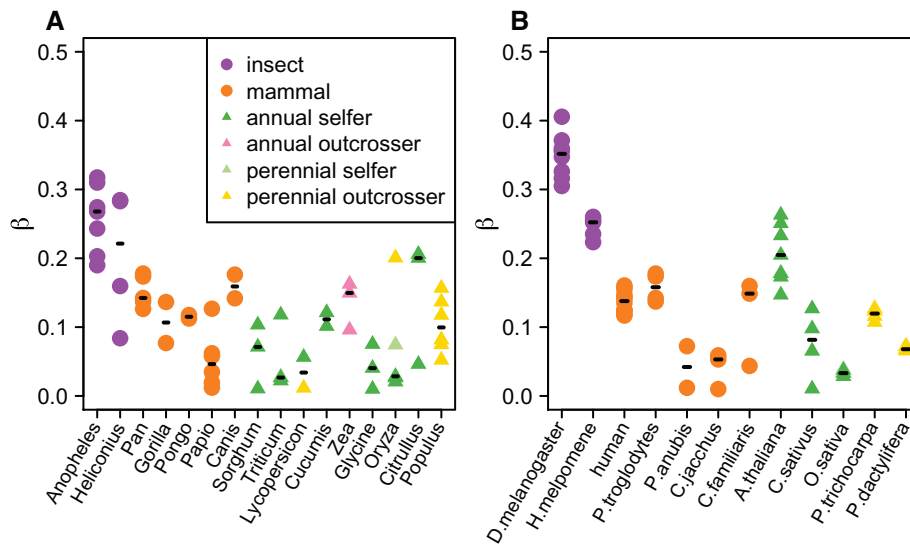 A
β
0.5
0.4
0.3
0.2
0.1
0.0
insect
mammal
annual selfer
annual outcrosser
perennial selfer
perennial outcrosser
Anopheles
Heliconius
Pan
Gorilla
Pongo
Papio
Canis
Sorghum
Triticum
Lycopersicon
Cucumis
Zea
Glycine
Oryza
Citrullus
Populus
B
β
0.5
0.4
0.3
0.2
0.1
0.0
D.melanogaster
H.melpomene
human
P.troglodytes
P.anubis
C.jacchus
C.familiaris
A.thaliana
C.sativus
O.sativa
P.trichocarpa
P.dactylifera